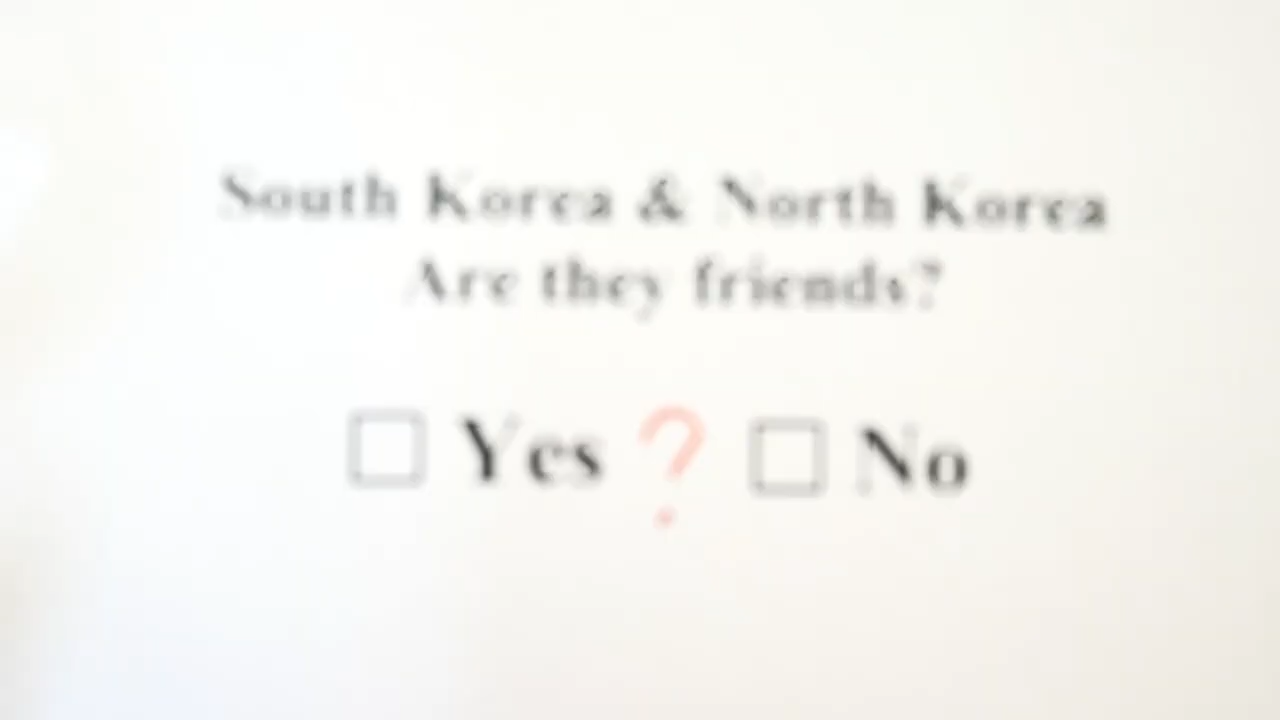 South Korea & North Korea
Are they friends?
☐ Yes ? ☐ No